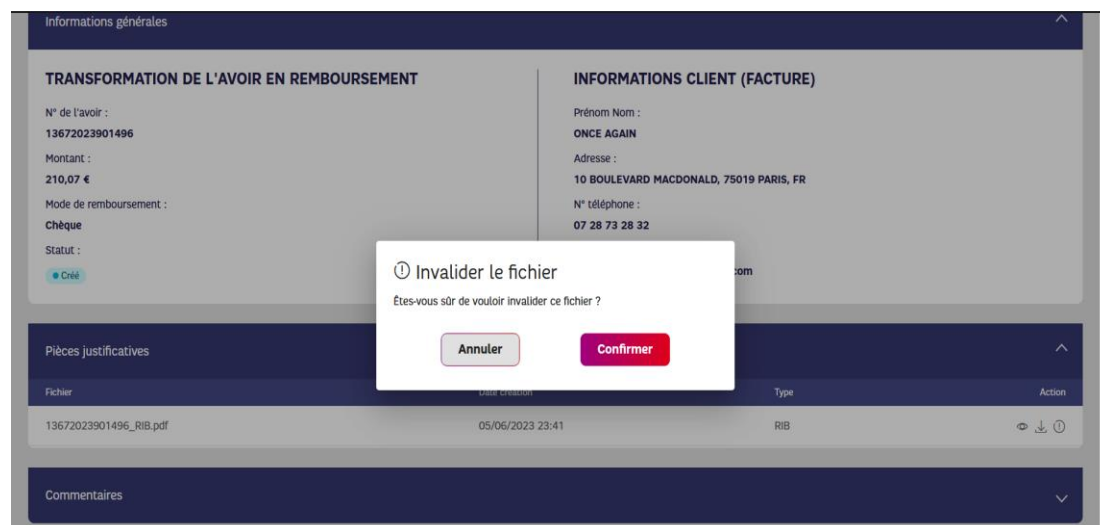 Informations générales
TRANSFORMATION DE L'AVOIR EN REMBOURSEMENT
N° de l'avoir :
13672023901496
Montant :
210,07 €
Mode de remboursement :
Chèque
Statut :
Créé
INFORMATIONS CLIENT (FACTURE)
Prénom Nom :
ONCE AGAIN
Adresse :
10 BOULEVARD MACDONALD, 75019 PARIS, FR
N° téléphone :
07 28 73 28 32
com
Invalider le fichier
Êtes-vous sûr de vouloir invalider ce fichier ?
Annuler Confirmer
Pièces justificatives
Fichier Date création Type Action
13672023901496_RIB.pdf 05/06/2023 23:41 RIB
Commentaires